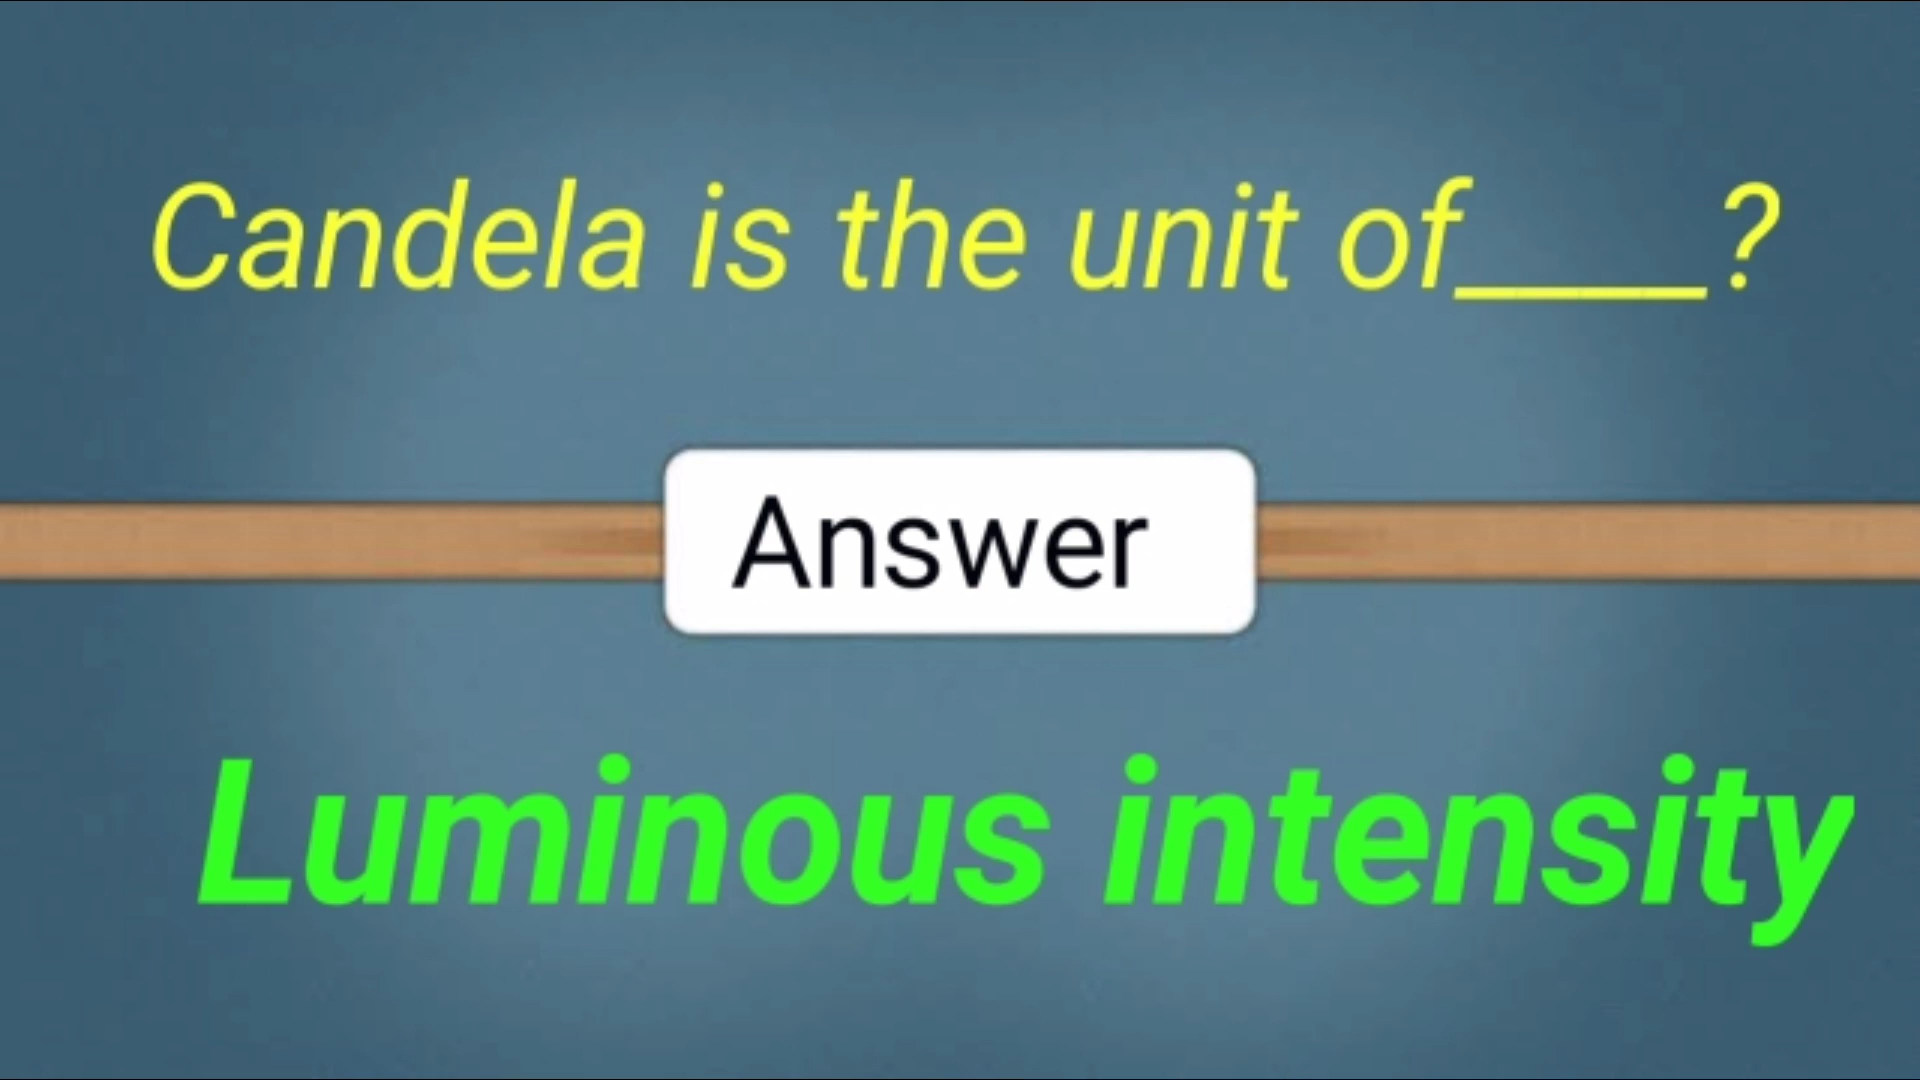 Candela is the unit of____?
Answer
Luminous intensity